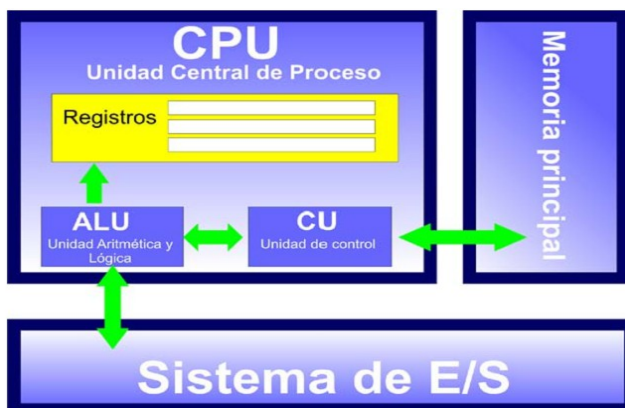 CPU
Unidad Central de Proceso
Registros
ALU
Unidad Aritmética y
Lógica
CU
Unidad de control
Memoria principal
Sistema de E/S